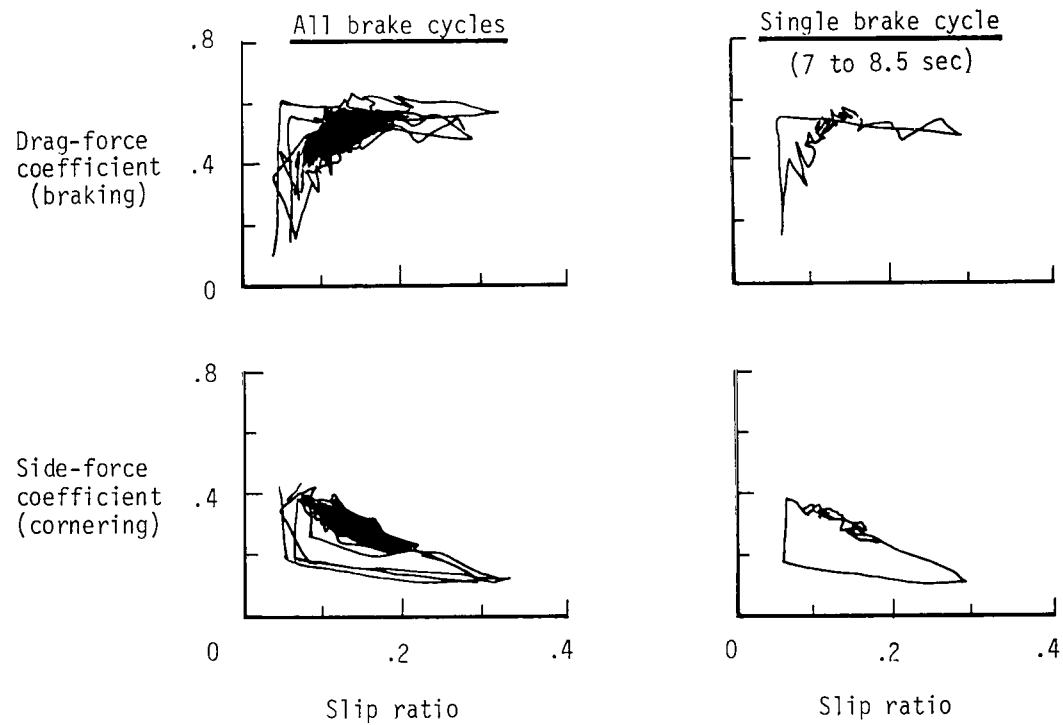 All brake cycles
Single brake cycle
(7 to 8.5 sec)
.8
Drag-force
coefficient
(braking)
.4
0
.8
Side-force
coefficient
(cornering)
.4
0
.2
.4
0
.2
.4
Slip ratio
Slip ratio